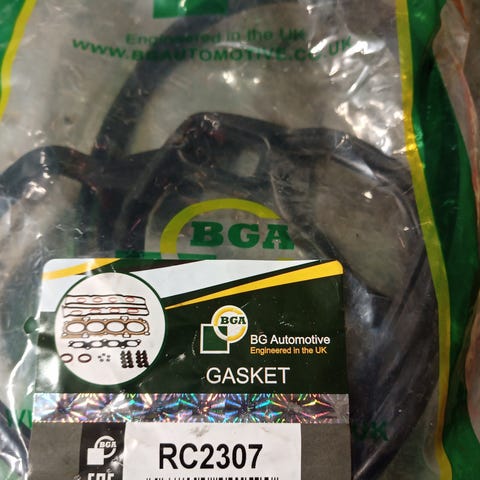 BGA
Engineered in the UK
WWW.BGAUTOMOTIVE.CO.UK
BGA
BGA
BG Automotive
Engineered in the UK
GASKET
BGA
RC2307